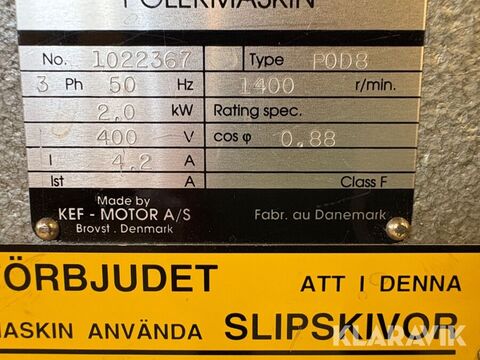 POLERMASKIN
No. 1022367 Type POD8
3 Ph 50 Hz 1400 r/min.
2,0 kW Rating spec.
400 V cos φ 0.88
I 4.2 A
Ist A Class F
Made by
KEF - MOTOR A/S Fabr. au Danemark
Brovst . Denmark
FÖRBJUDET ATT I DENNA
MASKIN ANVÄNDA SLIPSKIVOR
KLARAVIK